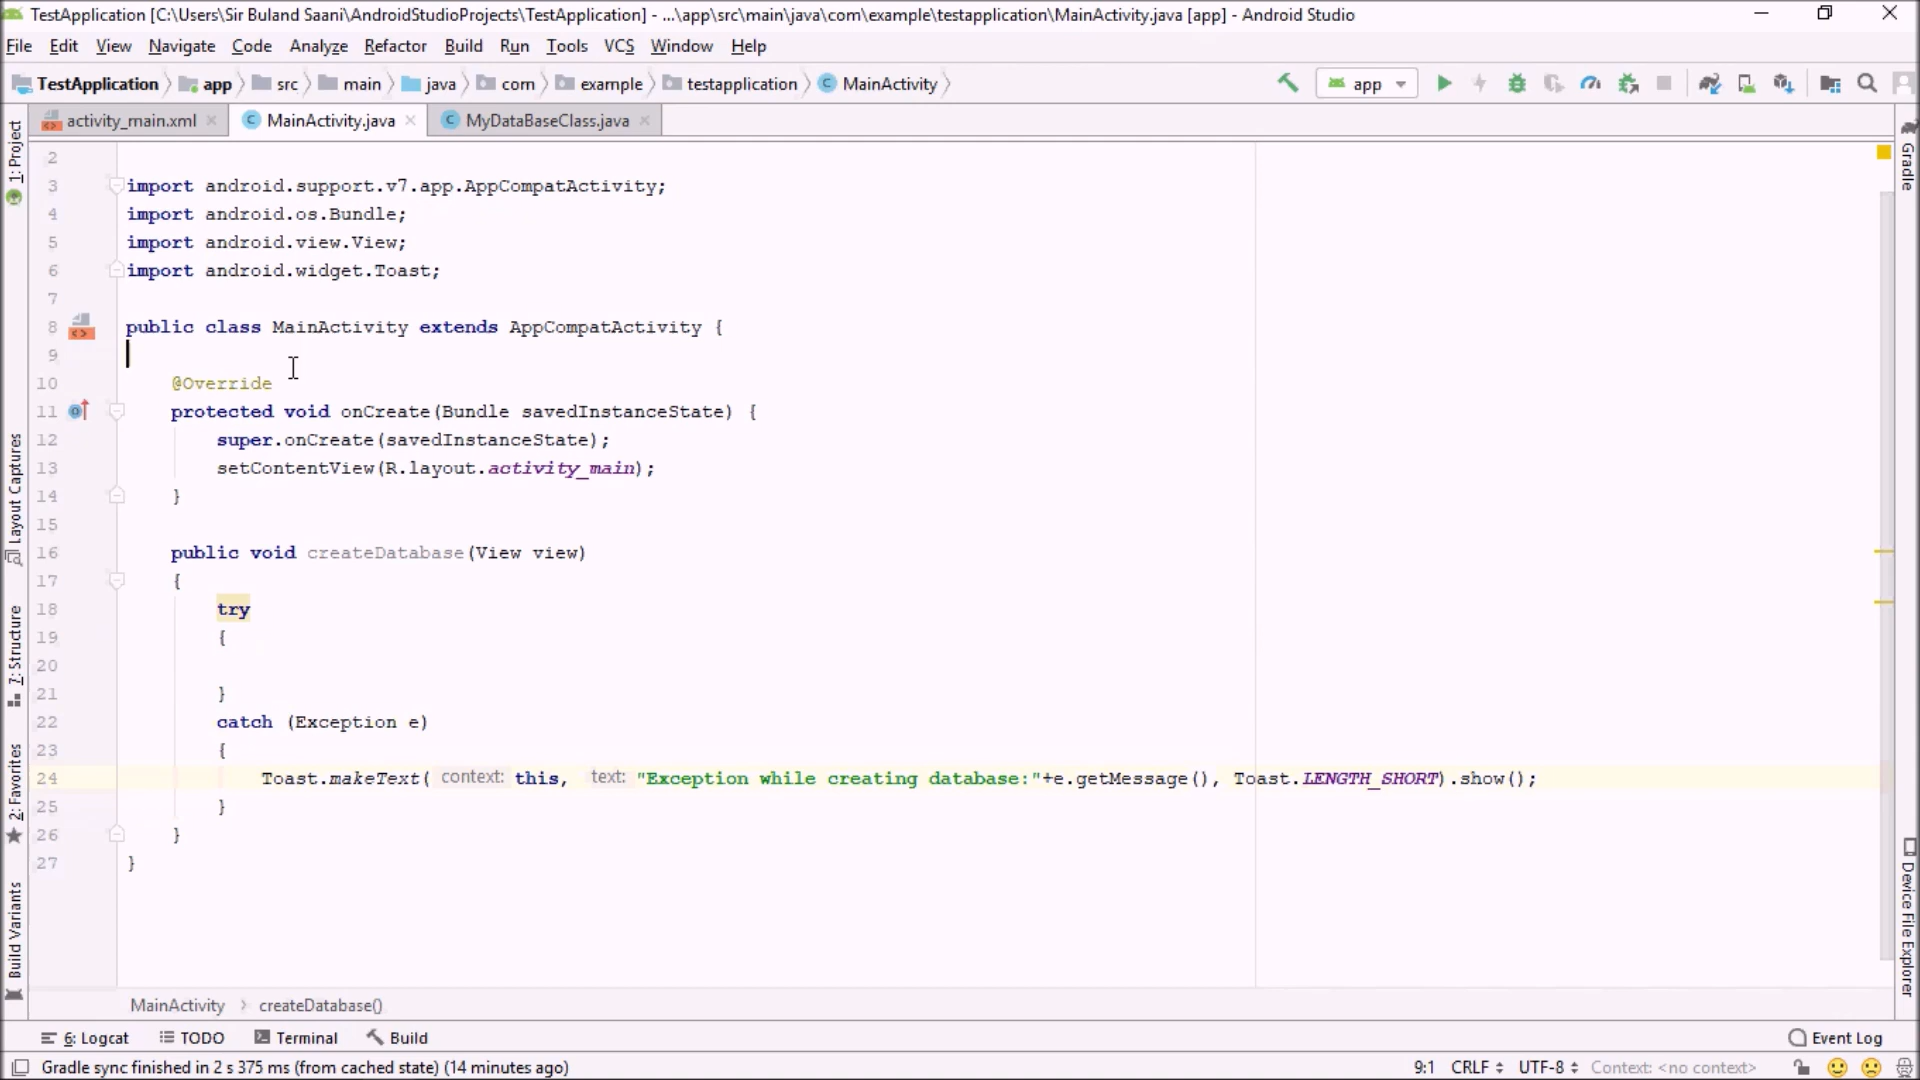 TestApplication [C:\Users\Sir Buland Saani\AndroidStudioProjects\TestApplication] - ...\app\src\main\java\com\example\testapplication\MainActivity.java [app] - Android Studio
File Edit View Navigate Code Analyze Refactor Build Run Tools VCS Window Help
TestApplication app src main java com example testapplication MainActivity
app
activity_main.xml MainActivity.java MyDataBaseClass.java
1: Project
Layout Captures
7: Structure
2: Favorites
Build Variants
Gradle
Device File Explorer
2
3 import android.support.v7.app.AppCompatActivity;
4 import android.os.Bundle;
5 import android.view.View;
6 import android.widget.Toast;
7
8 public class MainActivity extends AppCompatActivity {
9
10 @Override
11 protected void onCreate(Bundle savedInstanceState) {
12 super.onCreate(savedInstanceState);
13 setContentView(R.layout.activity_main);
14 }
15
16 public void createDatabase(View view)
17 {
18 try
19 {
20
21 }
22 catch (Exception e)
23 {
24 Toast.makeText( context: this, text: "Exception while creating database:"+e.getMessage(), Toast.LENGTH_SHORT).show();
25 }
26 }
27 }
MainActivity createDatabase()
6: Logcat TODO Terminal Build Event Log
Gradle sync finished in 2 s 375 ms (from cached state) (14 minutes ago) 9:1 CRLF UTF-8 Context: <no context>